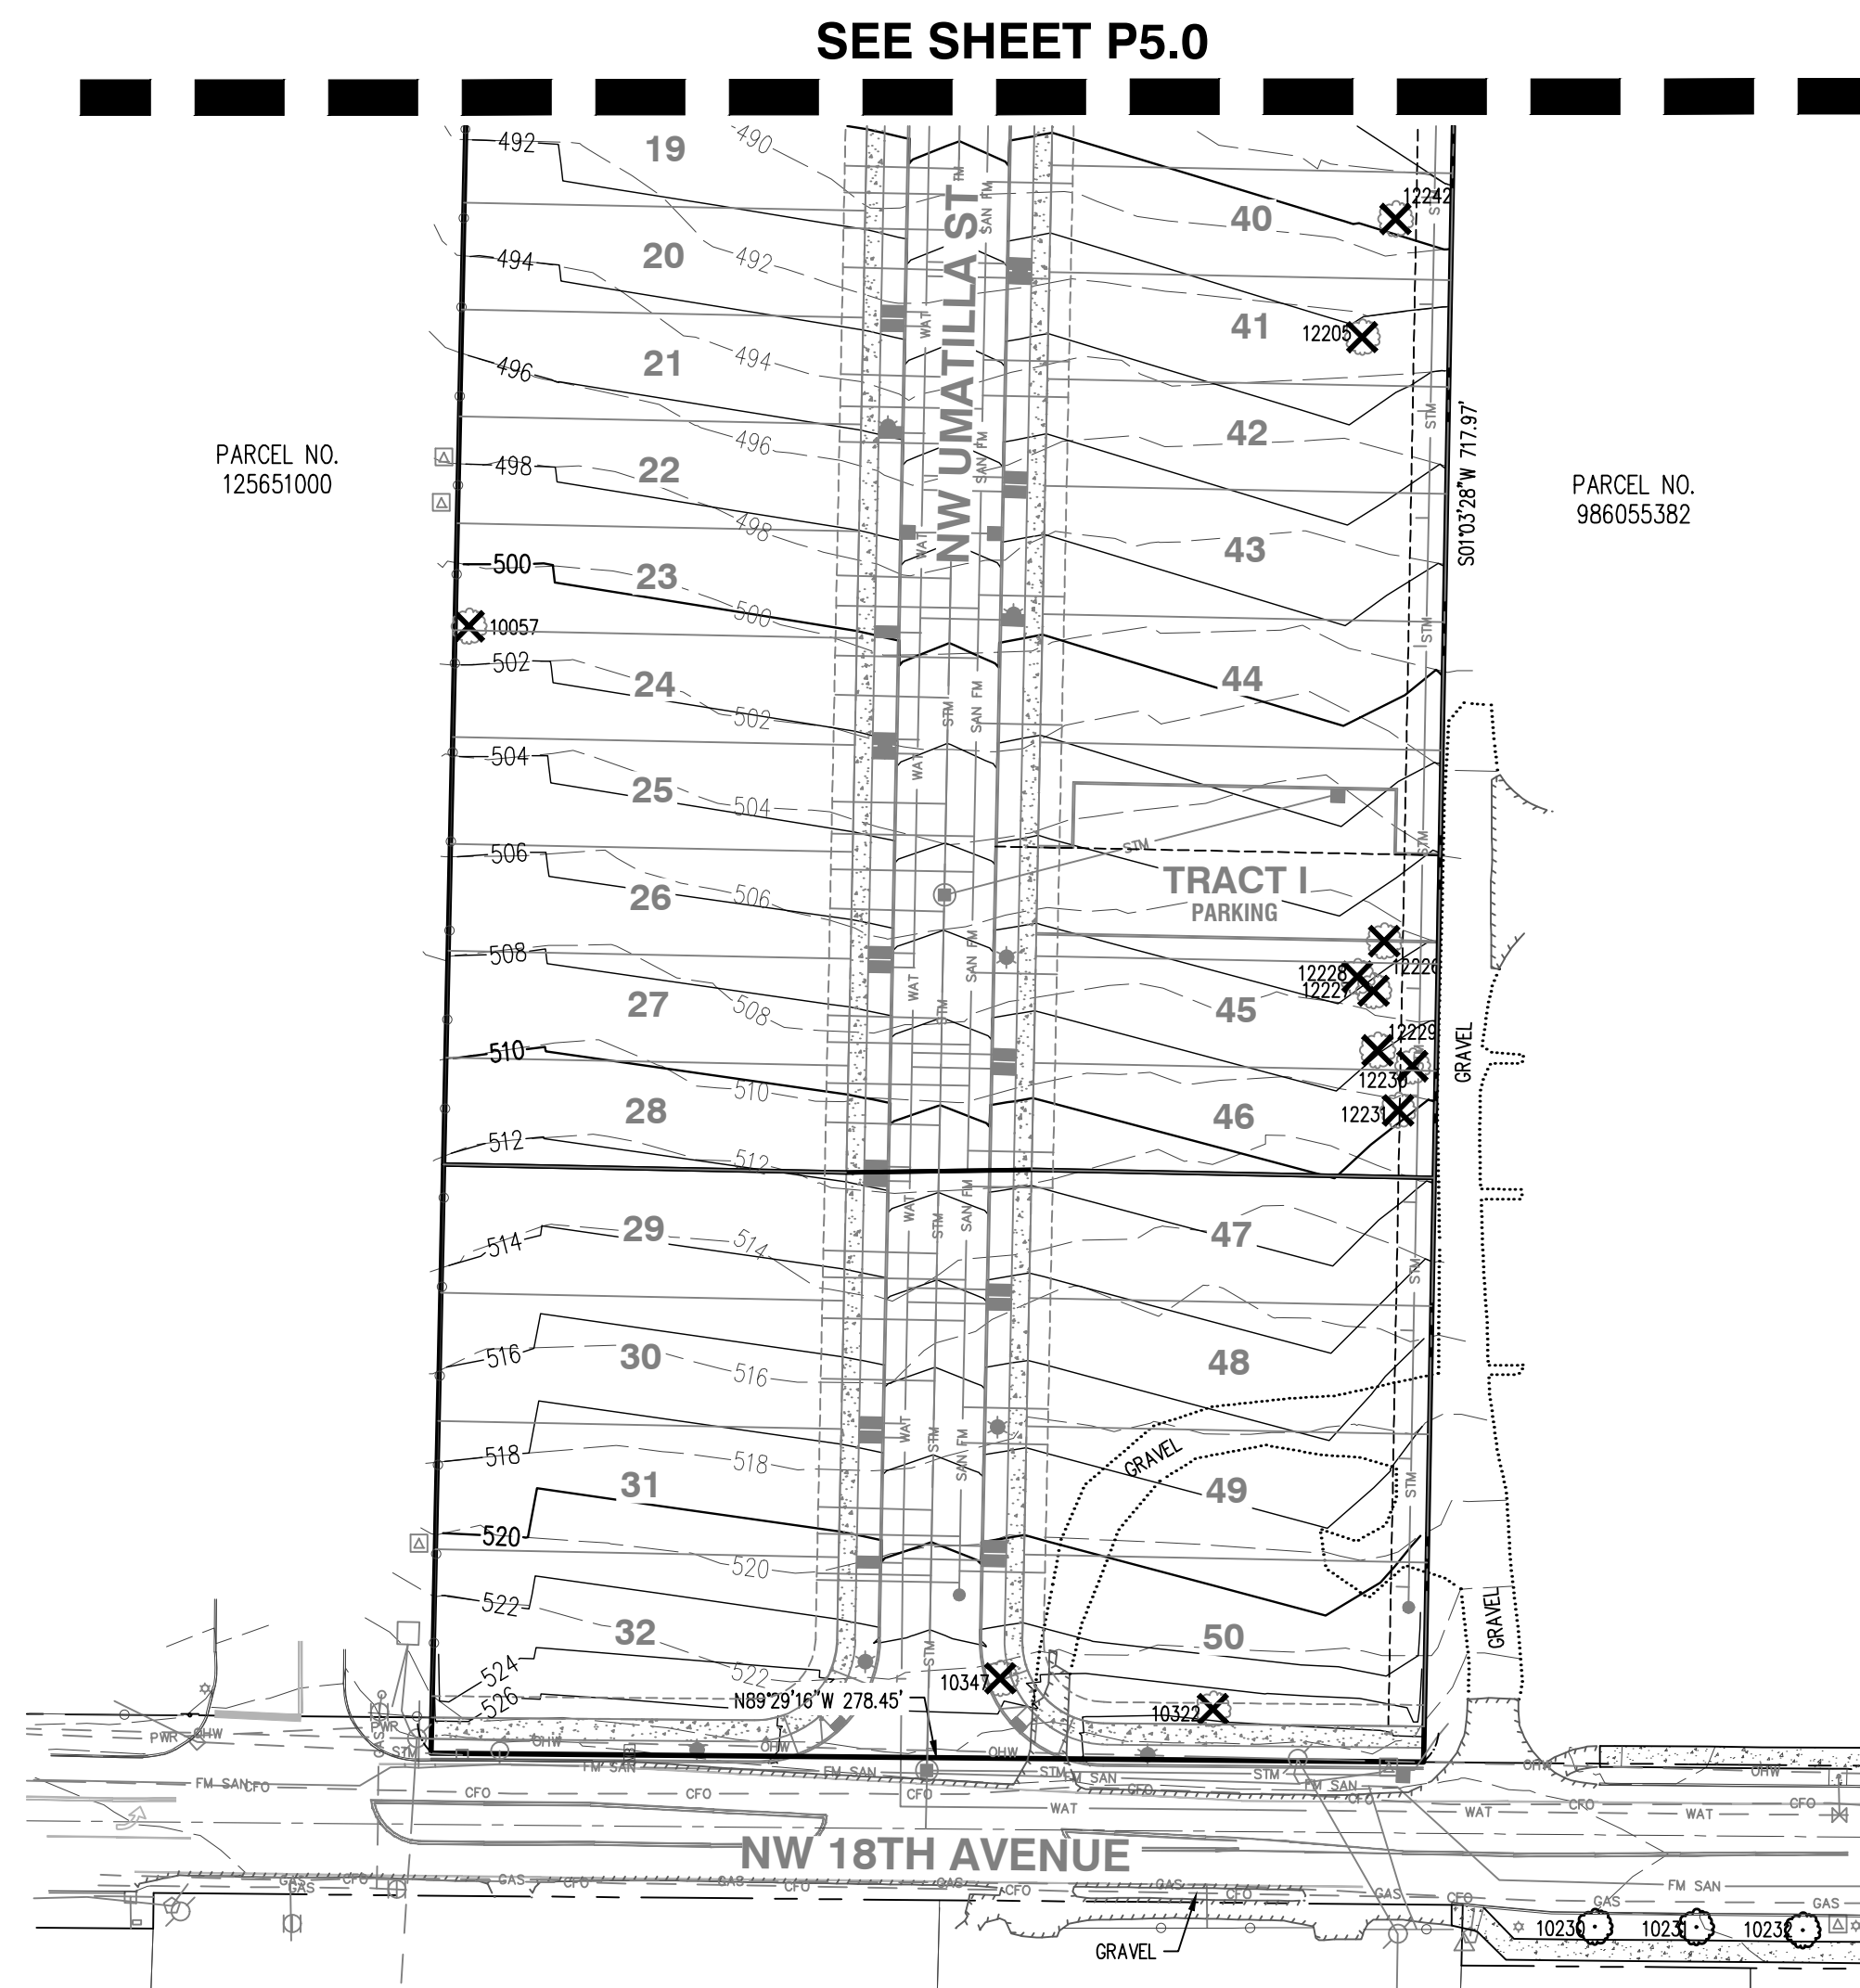 SEE SHEET P5.0
492
19
490
NW UMATILLA ST
STM
SAN FM
40
12242
STM
494
20
492
WAT
41
12205
496
21
494
42
STM
S01°03'28"W 717.97'
PARCEL NO.
125651000
PARCEL NO.
986055382
498
22
496
SAN FM
498
WAT
43
500
23
500
10057
STM
502
24
502
STM
SAN FM
44
504
25
504
WAT
STM
STM
506
26
506
TRACT I
PARKING
508
SAN FM
12226
12228
12227
27
508
WAT
STM
45
12229
STM
GRAVEL
510
510
12230
12231
28
46
512
512
WAT
STM
SAN FM
29
514
514
47
STM
516
30
516
48
518
518
WAT
STM
SAN FM
GRAVEL
31
49
STM
520
520
522
32
522
STM
50
GRAVEL
524
526
10347
N89°29'16"W 278.45'
10322
PWR
OHW
GAS
PWR
STM
OHW
OHW
OHW
OHW
OHW
FM SAN
CFO
FM SAN
FM SAN
STM
FM SAN
STM
FM SAN
CFO
CFO
CFO
CFO
CFO
CFO
CFO
WAT
WAT
WAT
NW 18TH AVENUE
GAS
CFO
GAS
GAS
CFO
GAS
CFO
GAS
CFO
GAS
CFO
GAS
CFO
GAS
FM SAN
GAS
10230
10231
10232
GRAVEL